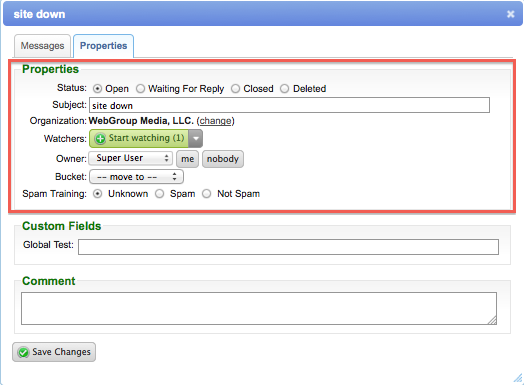 site down
Messages Properties
Properties
Status: Open Waiting For Reply Closed Deleted
Subject: site down
Organization: WebGroup Media, LLC. (change)
Watchers: Start watching (1)
Owner: Super User me nobody
Bucket: -- move to --
Spam Training: Unknown Spam Not Spam
Custom Fields
Global Test:
Comment
Save Changes